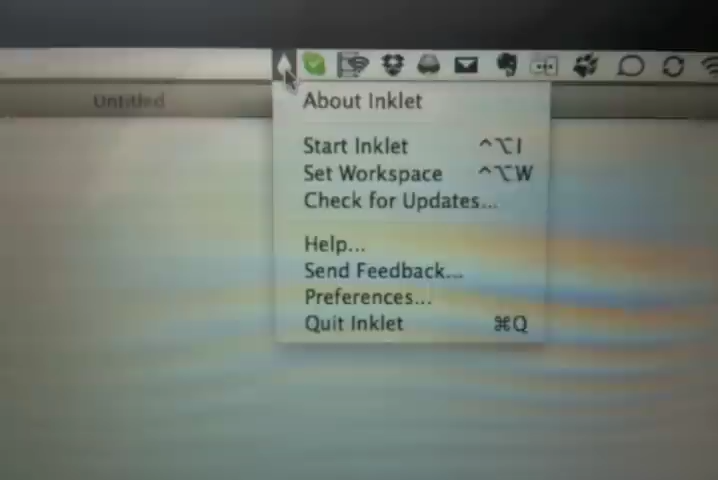 Untitled
About Inklet
Start Inklet ^⌥I
Set Workspace ^⌥W
Check for Updates...
Help...
Send Feedback...
Preferences...
Quit Inklet ⌘Q